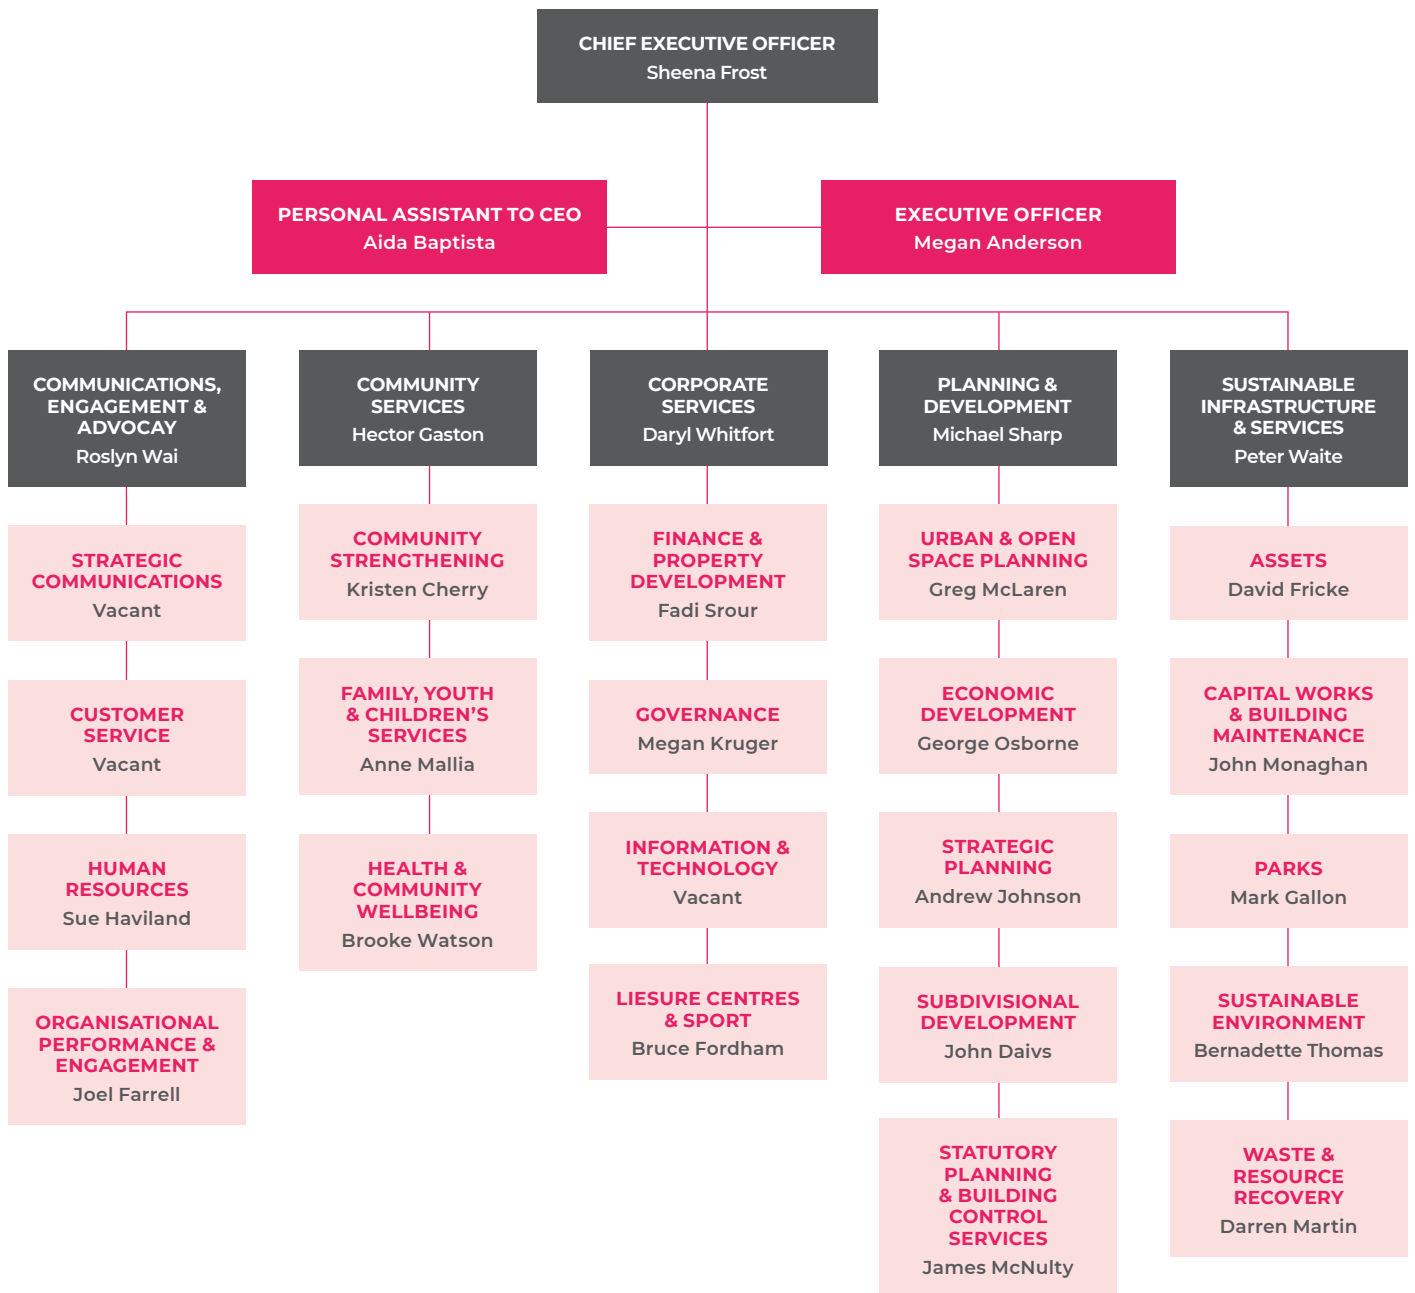 CHIEF EXECUTIVE OFFICER
Sheena Frost
PERSONAL ASSISTANT TO CEO
Aida Baptista
EXECUTIVE OFFICER
Megan Anderson
COMMUNICATIONS,
ENGAGEMENT &
ADVOCAY
Roslyn Wai
STRATEGIC
COMMUNICATIONS
Vacant
CUSTOMER
SERVICE
Vacant
HUMAN
RESOURCES
Sue Haviland
ORGANISATIONAL
PERFORMANCE &
ENGAGEMENT
Joel Farrell
COMMUNITY
SERVICES
Hector Gaston
COMMUNITY
STRENGTHENING
Kristen Cherry
FAMILY, YOUTH
& CHILDREN’S
SERVICES
Anne Mallia
HEALTH &
COMMUNITY
WELLBEING
Brooke Watson
CORPORATE
SERVICES
Daryl Whitfort
FINANCE &
PROPERTY
DEVELOPMENT
Fadi Srour
GOVERNANCE
Megan Kruger
INFORMATION &
TECHNOLOGY
Vacant
LIESURE CENTRES
& SPORT
Bruce Fordham
PLANNING &
DEVELOPMENT
Michael Sharp
URBAN & OPEN
SPACE PLANNING
Greg McLaren
ECONOMIC
DEVELOPMENT
George Osborne
STRATEGIC
PLANNING
Andrew Johnson
SUBDIVISIONAL
DEVELOPMENT
John Daivs
STATUTORY
PLANNING
& BUILDING
CONTROL
SERVICES
James McNulty
SUSTAINABLE
INFRASTRUCTURE
& SERVICES
Peter Waite
ASSETS
David Fricke
CAPITAL WORKS
& BUILDING
MAINTENANCE
John Monaghan
PARKS
Mark Gallon
SUSTAINABLE
ENVIRONMENT
Bernadette Thomas
WASTE &
RESOURCE
RECOVERY
Darren Martin